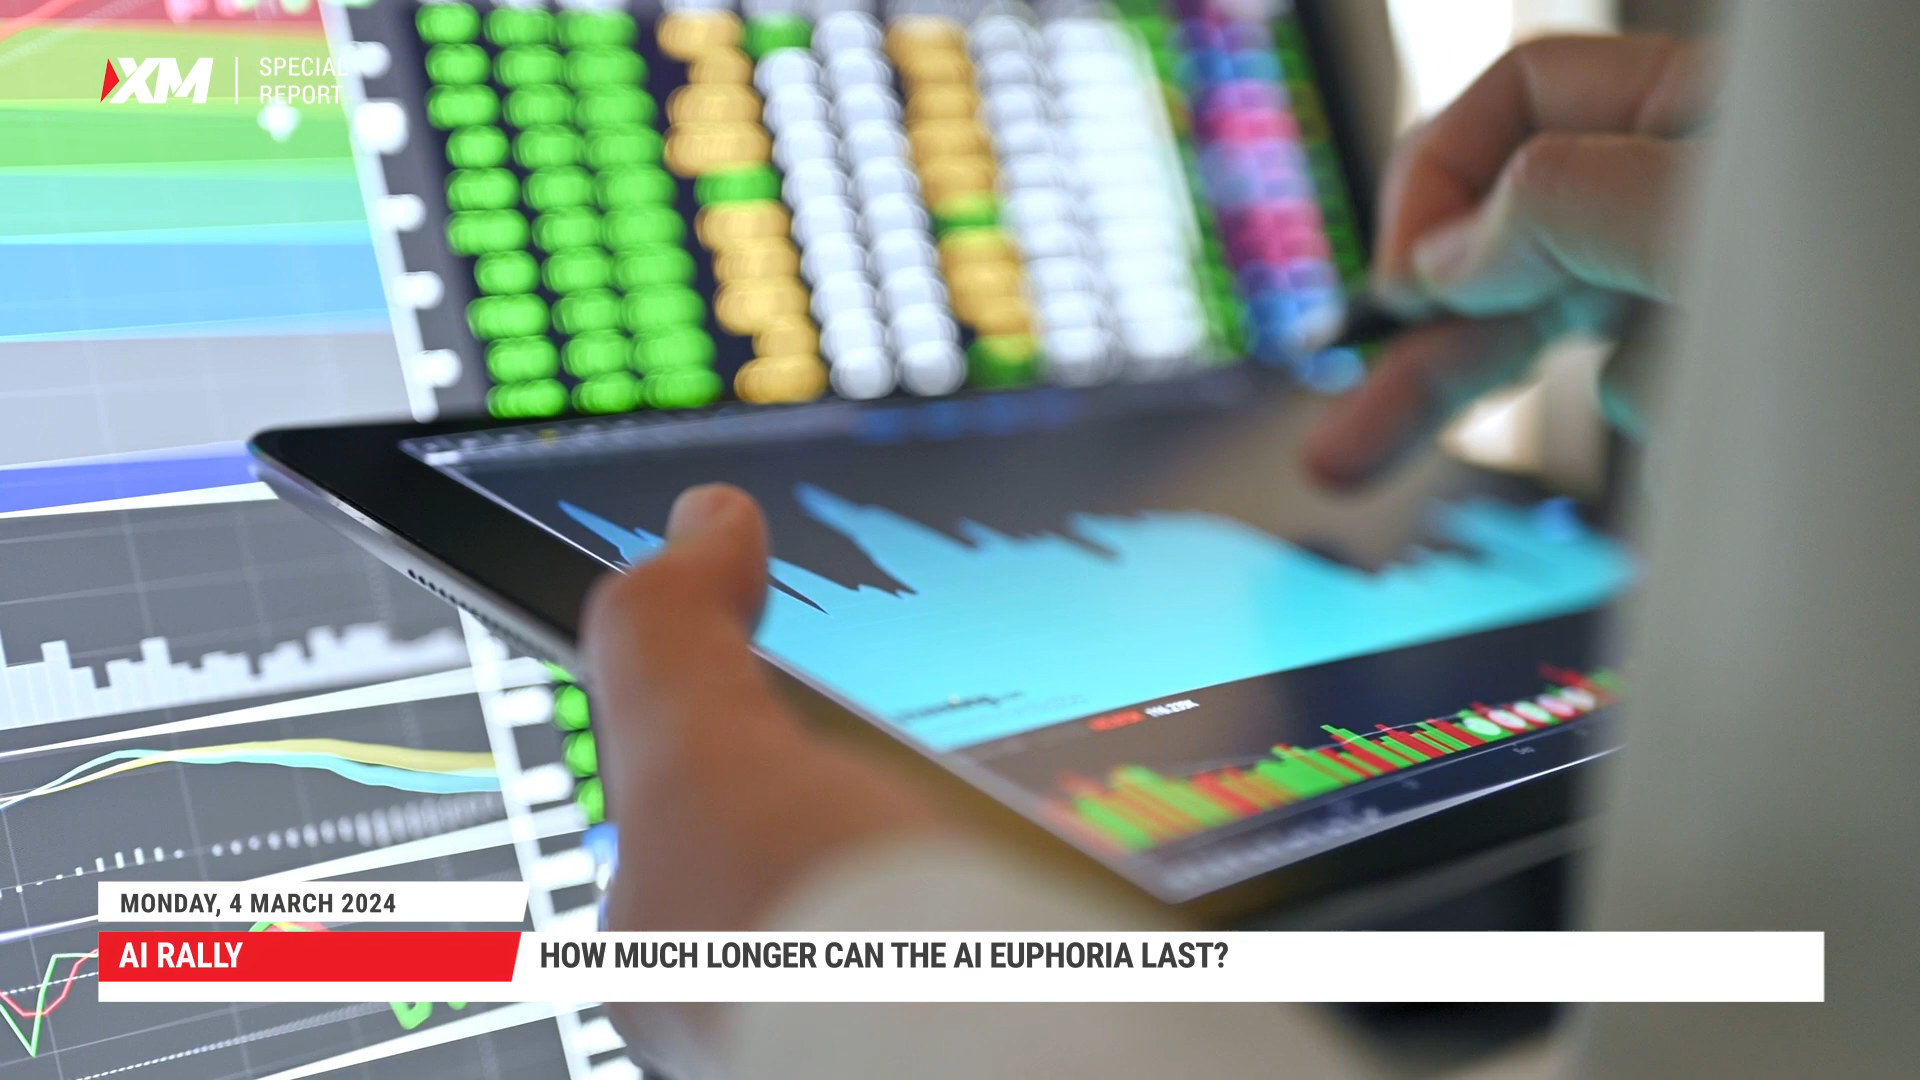 XM
SPECIAL
REPORT
MONDAY, 4 MARCH 2024
AI RALLY
HOW MUCH LONGER CAN THE AI EUPHORIA LAST?